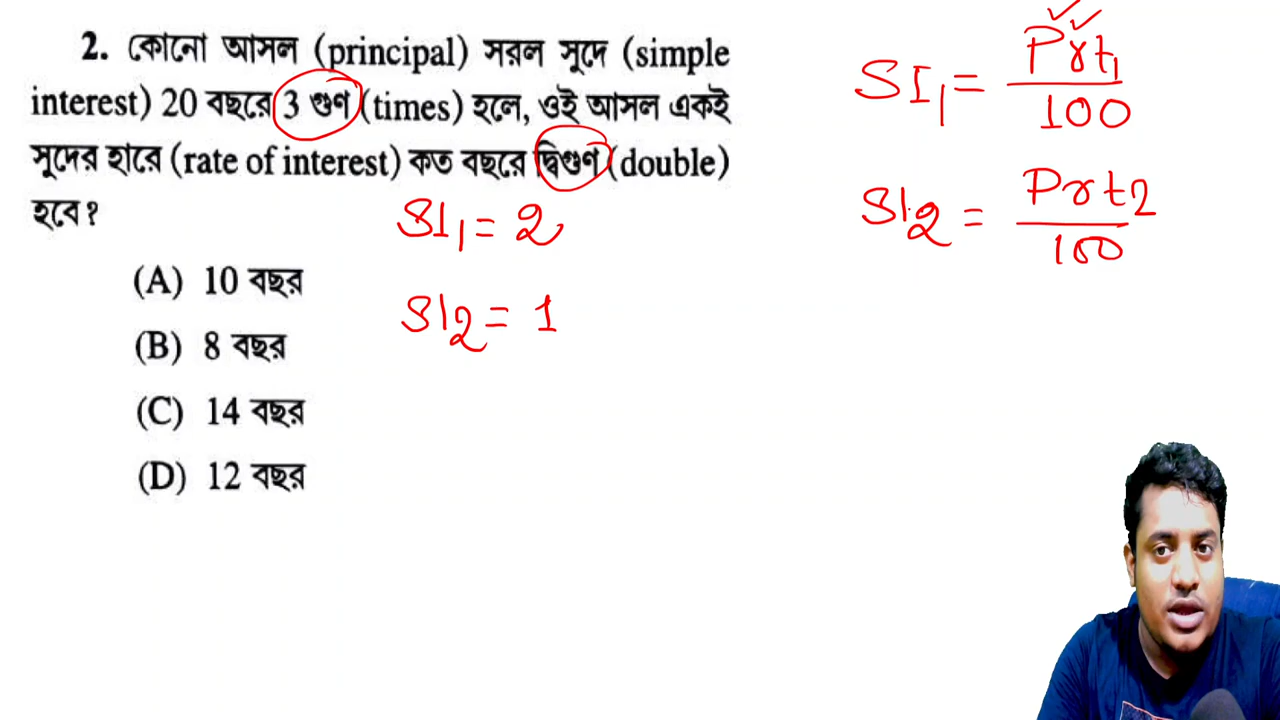 2. কোনো আসল (principal) সরল সুদে (simple
interest) 20 বছরে 3 গুণ (times) হলে, ওই আসল একই
সুদের হারে (rate of interest) কত বছরে দ্বিগুণ (double)
হবে?
(A) 10 বছর
(B) 8 বছর
(C) 14 বছর
(D) 12 বছর
SI₁ = 2
SI₂ = 1
SI₁ = Prt₁
100
SI₂ = Prt₂
100